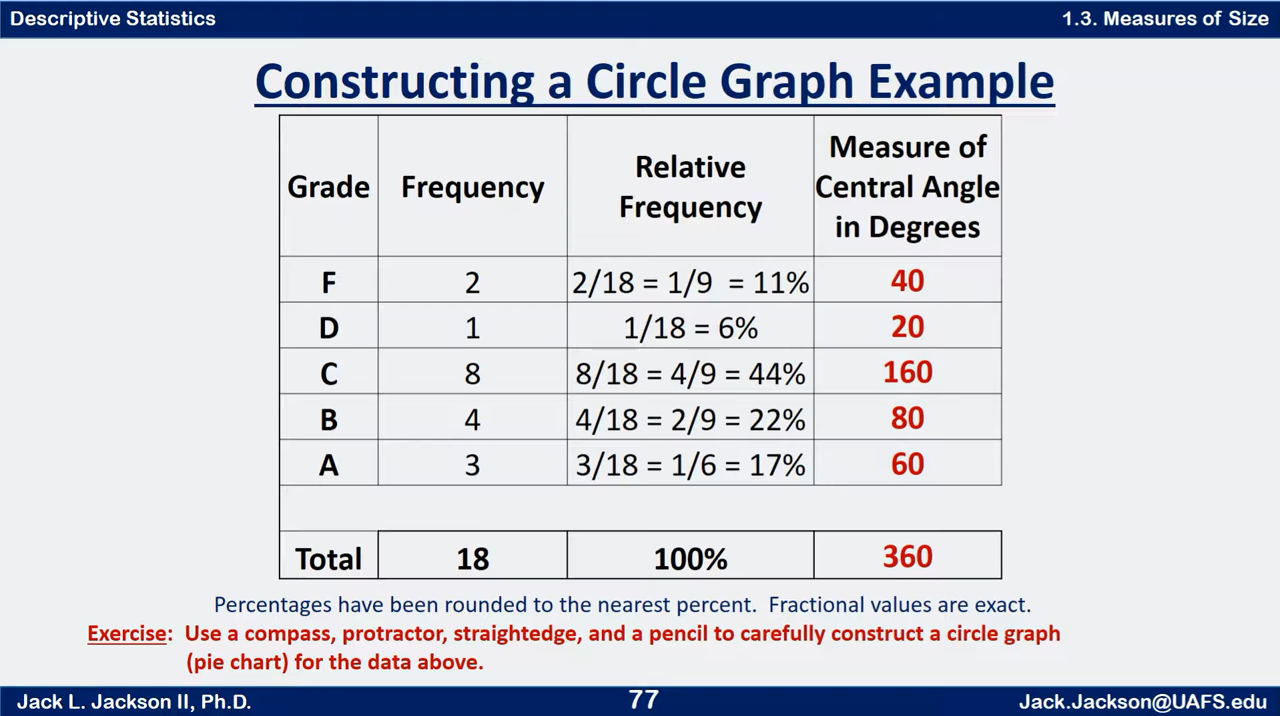 Descriptive Statistics
1.3. Measures of Size
Constructing a Circle Graph Example
Grade Frequency Relative Frequency Measure of Central Angle in Degrees
F 2 2/18 = 1/9 = 11% 40
D 1 1/18 = 6% 20
C 8 8/18 = 4/9 = 44% 160
B 4 4/18 = 2/9 = 22% 80
A 3 3/18 = 1/6 = 17% 60
Total 18 100% 360
Percentages have been rounded to the nearest percent. Fractional values are exact.
Exercise: Use a compass, protractor, straightedge, and a pencil to carefully construct a circle graph
(pie chart) for the data above.
Jack L. Jackson II, Ph.D.
77
Jack.Jackson@UAFS.edu